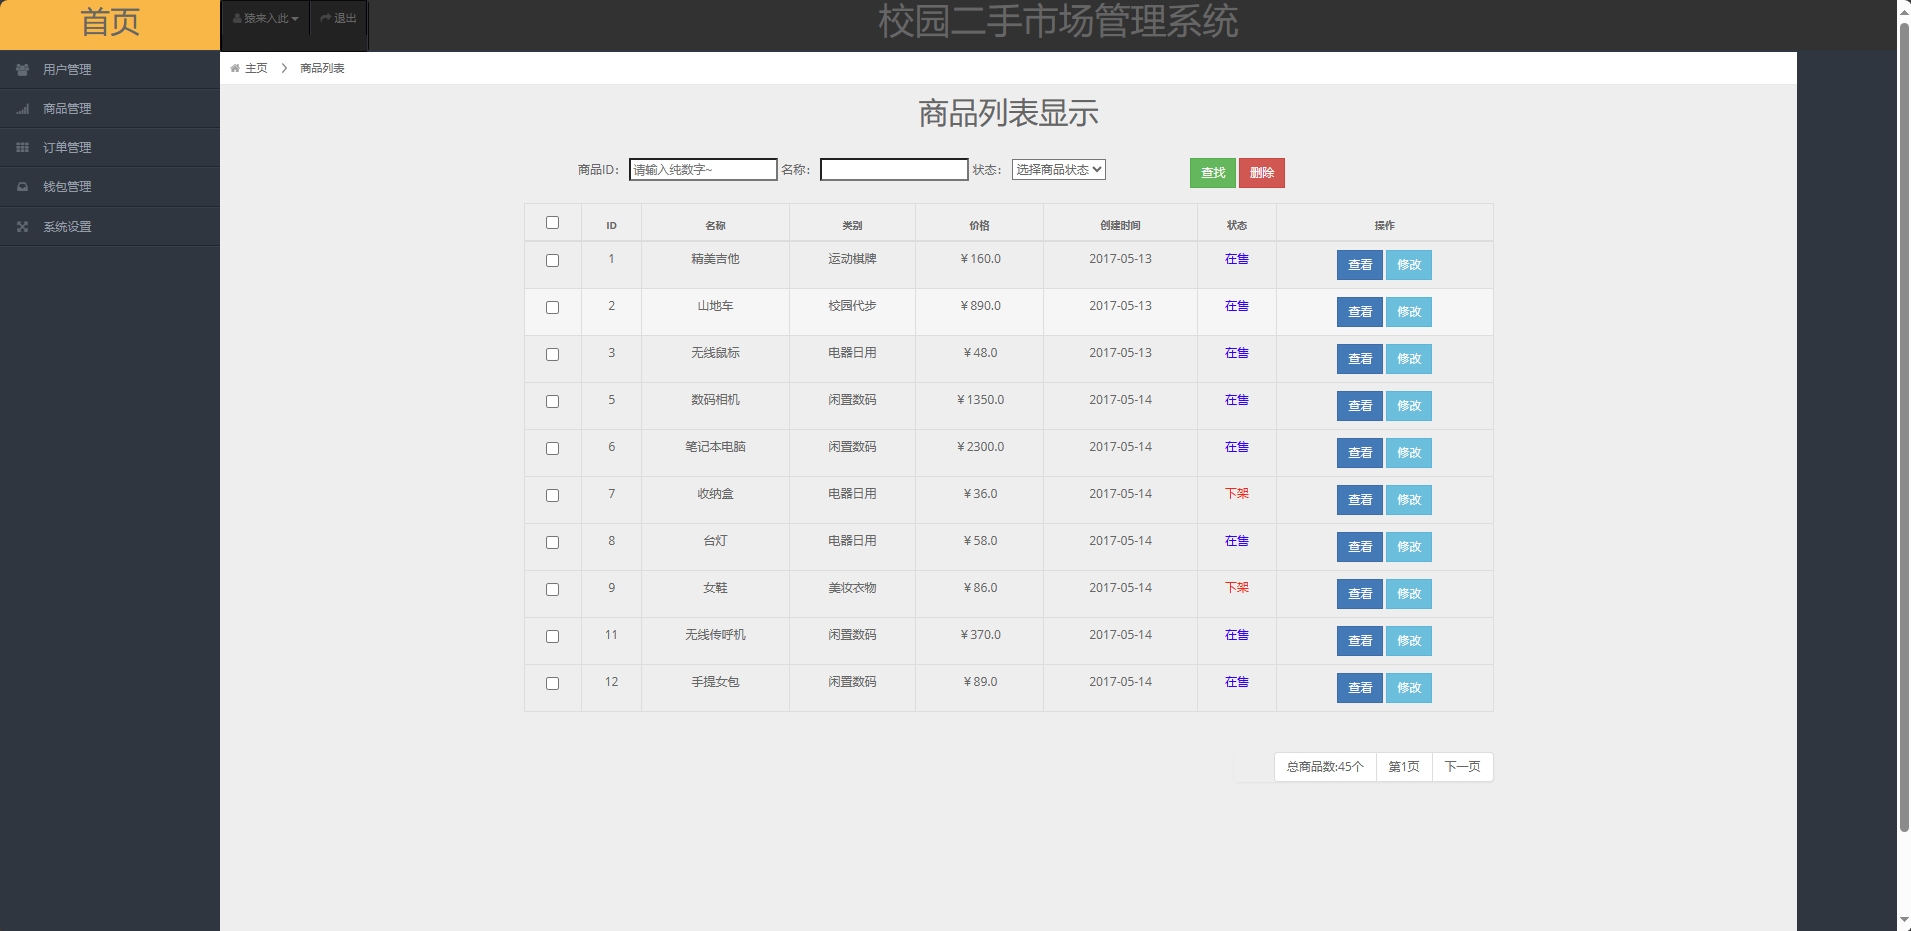 首页
猿来入此
退出
校园二手市场管理系统
用户管理
商品管理
订单管理
钱包管理
系统设置
主页 > 商品列表
商品列表显示
商品ID: 请输入纯数字~ 名称: 状态: 选择商品状态 查找 删除
ID 名称 类别 价格 创建时间 状态 操作
1 精美吉他 运动棋牌 ￥160.0 2017-05-13 在售 查看 修改
2 山地车 校园代步 ￥890.0 2017-05-13 在售 查看 修改
3 无线鼠标 电器日用 ￥48.0 2017-05-13 在售 查看 修改
5 数码相机 闲置数码 ￥1350.0 2017-05-14 在售 查看 修改
6 笔记本电脑 闲置数码 ￥2300.0 2017-05-14 在售 查看 修改
7 收纳盒 电器日用 ￥36.0 2017-05-14 下架 查看 修改
8 台灯 电器日用 ￥58.0 2017-05-14 在售 查看 修改
9 女鞋 美妆衣物 ￥86.0 2017-05-14 下架 查看 修改
11 无线传呼机 闲置数码 ￥370.0 2017-05-14 在售 查看 修改
12 手提女包 闲置数码 ￥89.0 2017-05-14 在售 查看 修改
总商品数:45个 第1页 下一页